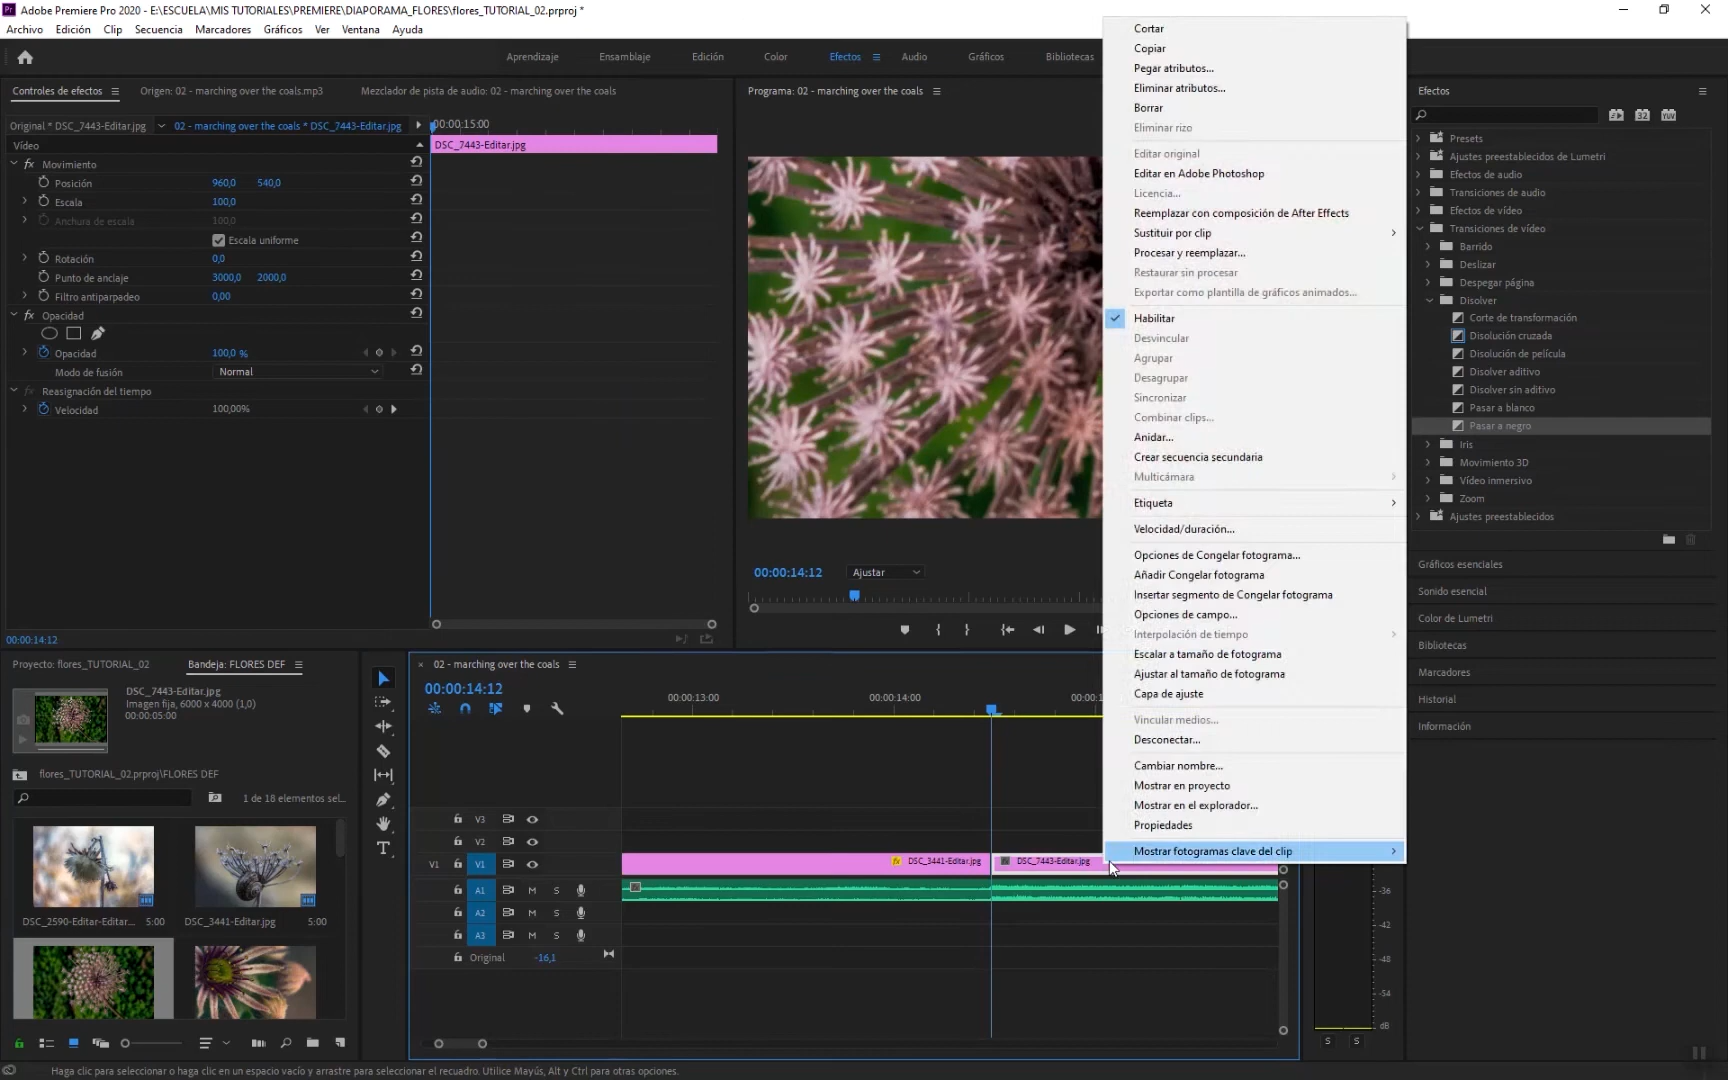 Adobe Premiere Pro 2020 - E:\ESCUELA\MIS TUTORIALES\PREMIERE\DIAPORAMA_FLORES\flores_TUTORIAL_02.prproj *
Archivo Edición Clip Secuencia Marcadores Gráficos Ver Ventana Ayuda
Aprendizaje Ensamblaje Edición Color Efectos Audio Gráficos Bibliotecas
Controles de efectos Origen: 02 - marching over the coals.mp3 Mezclador de pista de audio: 02 - marching over the coals
Original * DSC_7443-Editar.jpg 02 - marching over the coals * DSC_7443-Editar.jpg 00:00:15:00
Vídeo DSC_7443-Editar.jpg
fx Movimiento
Posición 960,0 540,0
Escala 100,0
Anchura de escala 100,0
Escala uniforme
Rotación 0,0
Punto de anclaje 3000,0 2000,0
Filtro antiparpadeo 0,00
fx Opacidad
Opacidad 100,0 %
Modo de fusión Normal
fx Reasignación del tiempo
Velocidad 100,00%
00:00:14:12
Programa: 02 - marching over the coals
00:00:14:12 Ajustar
Cortar
Copiar
Pegar atributos...
Eliminar atributos...
Borrar
Eliminar rizo
Editar original
Editar en Adobe Photoshop
Licencia...
Reemplazar con composición de After Effects
Sustituir por clip
Procesar y reemplazar...
Restaurar sin procesar
Exportar como plantilla de gráficos animados...
Habilitar
Desvincular
Agrupar
Desagrupar
Sincronizar
Combinar clips...
Anidar...
Crear secuencia secundaria
Multicámara
Etiqueta
Velocidad/duración...
Opciones de Congelar fotograma...
Añadir Congelar fotograma
Insertar segmento de Congelar fotograma
Opciones de campo...
Interpolación de tiempo
Escalar a tamaño de fotograma
Ajustar al tamaño de fotograma
Capa de ajuste
Vincular medios...
Desconectar...
Cambiar nombre...
Mostrar en proyecto
Mostrar en el explorador...
Propiedades
Mostrar fotogramas clave del clip
Efectos
32 YUV
Presets
Ajustes preestablecidos de Lumetri
Efectos de audio
Transiciones de audio
Efectos de vídeo
Transiciones de vídeo
Barrido
Deslizar
Despegar página
Disolver
Corte de transformación
Disolución cruzada
Disolución de película
Disolver aditivo
Disolver sin aditivo
Pasar a blanco
Pasar a negro
Iris
Movimiento 3D
Vídeo inmersivo
Zoom
Ajustes preestablecidos
Gráficos esenciales
Sonido esencial
Color de Lumetri
Bibliotecas
Marcadores
Historial
Información
Proyecto: flores_TUTORIAL_02 Bandeja: FLORES DEF
DSC_7443-Editar.jpg
Imagen fija, 6000 x 4000 (1,0)
00:00:05:00
flores_TUTORIAL_02.prproj\FLORES DEF
1 de 18 elementos sel...
DSC_2590-Editar-Editar... 5:00 DSC_3441-Editar.jpg 5:00
02 - marching over the coals
00:00:14:12
00:00:13:00 00:00:14:00
V3
V2
V1 V1 fx DSC_3441-Editar.jpg DSC_7443-Editar.jpg
A1 M S
A2 M S
A3 M S
Original -16,1
-36
-42
-48
-54
dB
S S
Haga clic para seleccionar o haga clic en un espacio vacío y arrastre para seleccionar el recuadro. Utilice Mayús, Alt y Ctrl para otras opciones.